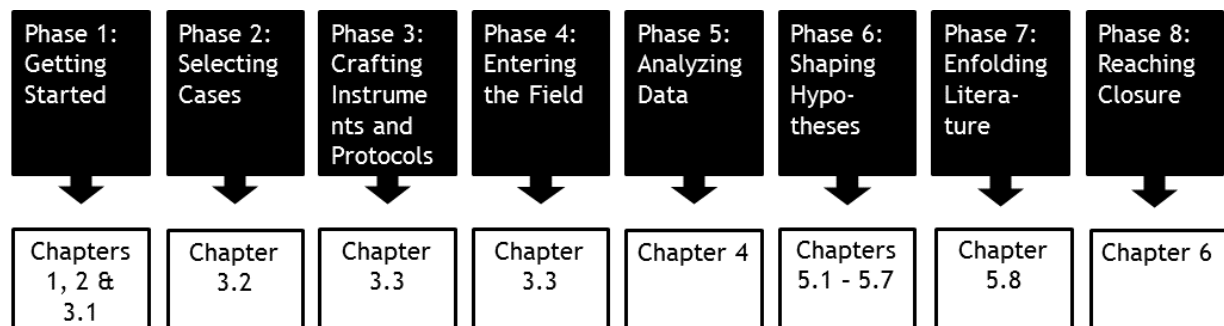 Phase 1:
Getting
Started
Phase 2:
Selecting
Cases
Phase 3:
Crafting
Instrume
nts and
Protocols
Phase 4:
Entering
the Field
Phase 5:
Analyzing
Data
Phase 6:
Shaping
Hypo-
theses
Phase 7:
Enfolding
Litera-
ture
Phase 8:
Reaching
Closure
Chapters
1, 2 &
3.1
Chapter
3.2
Chapter
3.3
Chapter
3.3
Chapter 4
Chapters
5.1 - 5.7
Chapter
5.8
Chapter 6